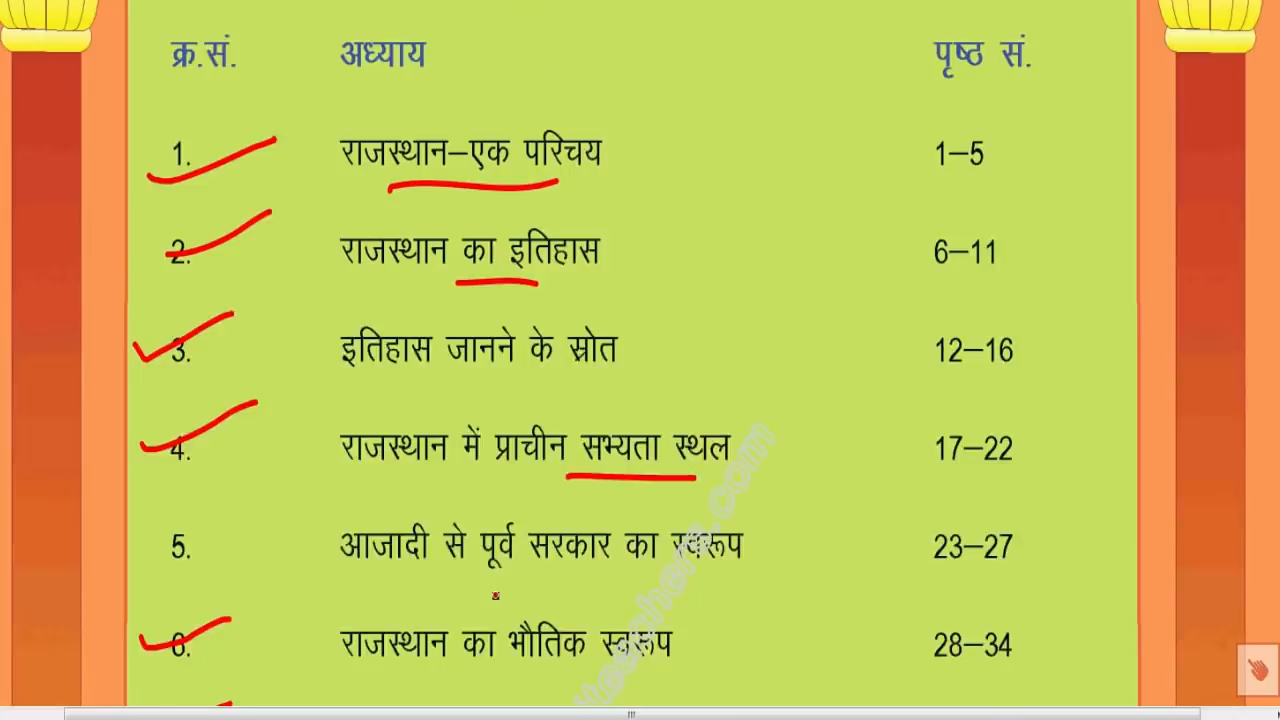 क्र.सं. अध्याय पृष्ठ सं.
1. राजस्थान–एक परिचय 1–5
2. राजस्थान का इतिहास 6–11
3. इतिहास जानने के स्रोत 12–16
4. राजस्थान में प्राचीन सभ्यता स्थल 17–22
5. आजादी से पूर्व सरकार का स्वरूप 23–27
6. राजस्थान का भौतिक स्वरूप 28–34